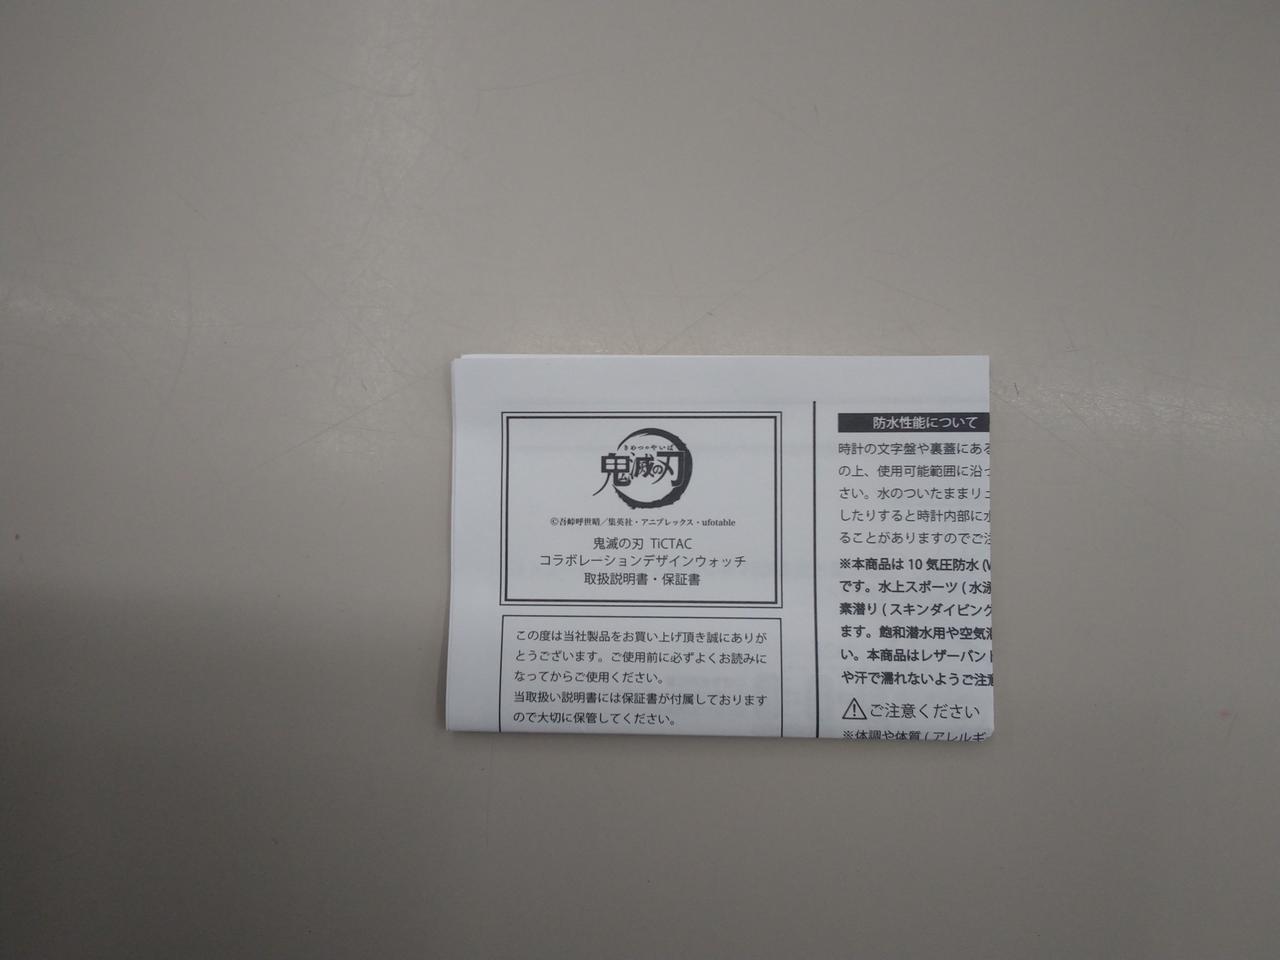 きめつのやいば
鬼滅の刃
©吾峠呼世晴／集英社・アニプレックス・ufotable
鬼滅の刃 TiCTAC
コラボレーションデザインウォッチ
取扱説明書・保証書
この度は当社製品をお買い上げ頂き誠にありが
とうございます。ご使用前に必ずよくお読みに
なってからご使用ください。
当取扱い説明書には保証書が付属しております
ので大切に保管してください。
防水性能について
時計の文字盤や裏蓋にある
の上、使用可能範囲に沿っ
さい。水のついたままリュ
したりすると時計内部に水
ることがありますのでご注
※本商品は 10 気圧防水 (W
です。水上スポーツ ( 水泳
素潜り ( スキンダイビング
ます。飽和潜水用や空気潜
い。本商品はレザーバンド
や汗で濡れないようご注意
ご注意ください
※体調や体質 ( アレルギー